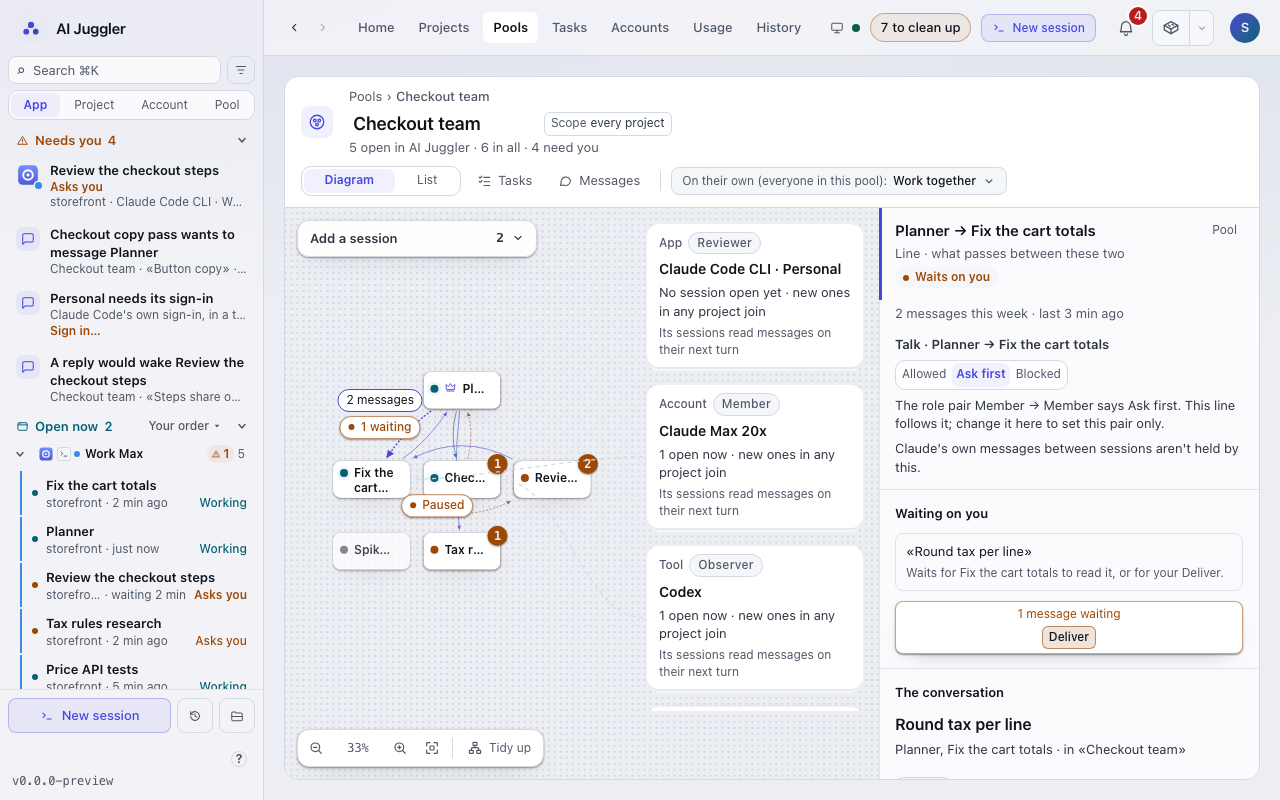 AI Juggler
Search ⌘K
App Project Account Pool
Needs you 4
Review the checkout steps
Asks you
storefront · Claude Code CLI · W…
Checkout copy pass wants to
message Planner
Checkout team · «Button copy» ·…
Personal needs its sign-in
Claude Code's own sign-in, in a t…
Sign in…
A reply would wake Review the
checkout steps
Checkout team · «Steps share o…
Open now 2 Your order
Work Max 1 5
Fix the cart totals
storefront · 2 min ago Working
Planner
storefront · just now Working
Review the checkout steps
storefro… · waiting 2 min Asks you
Tax rules research
storefront · 2 min ago Asks you
Price API tests
storefront · 5 min ago Working
New session
?
v0.0.0-preview
Home Projects Pools Tasks Accounts Usage History
7 to clean up
New session
4
S
Pools › Checkout team
Checkout team
Scope every project
5 open in AI Juggler · 6 in all · 4 need you
Diagram List Tasks Messages
On their own (everyone in this pool): Work together
Add a session 2
Pl…
2 messages
1 waiting
Fix the
cart…
Chec… 1
Revie… 2
Paused
Spik…
Tax r… 1
33% Tidy up
App Reviewer
Claude Code CLI · Personal
No session open yet · new ones
in any project join
Its sessions read messages on
their next turn
Account Member
Claude Max 20x
1 open now · new ones in any
project join
Its sessions read messages on
their next turn
Tool Observer
Codex
1 open now · new ones in any
project join
Its sessions read messages on
their next turn
Planner → Fix the cart totals Pool
Line · what passes between these two
Waits on you
2 messages this week · last 3 min ago
Talk · Planner → Fix the cart totals
Allowed Ask first Blocked
The role pair Member → Member says Ask first. This line
follows it; change it here to set this pair only.
Claude's own messages between sessions aren't held by
this.
Waiting on you
«Round tax per line»
Waits for Fix the cart totals to read it, or for your Deliver.
1 message waiting
Deliver
The conversation
Round tax per line
Planner, Fix the cart totals · in «Checkout team»